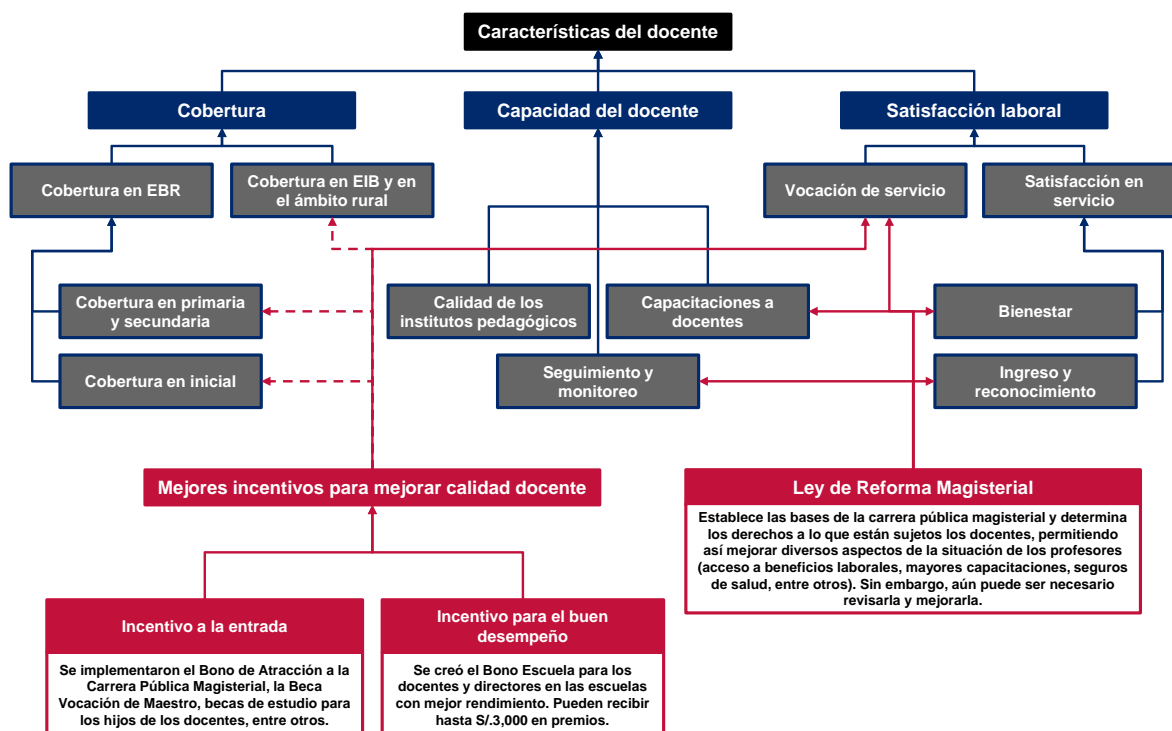 Características del docente
Cobertura
Capacidad del docente
Satisfacción laboral
Cobertura en EBR
Cobertura en EIB y en
el ámbito rural
Vocación de servicio
Satisfacción en
servicio
Cobertura en primaria
y secundaria
Calidad de los
institutos pedagógicos
Capacitaciones a
docentes
Bienestar
Cobertura en inicial
Seguimiento y
monitoreo
Ingreso y
reconocimiento
Mejores incentivos para mejorar calidad docente
Ley de Reforma Magisterial
Establece las bases de la carrera pública magisterial y determina
los derechos a lo que están sujetos los docentes, permitiendo
así mejorar diversos aspectos de la situación de los profesores
(acceso a beneficios laborales, mayores capacitaciones, seguros
de salud, entre otros). Sin embargo, aún puede ser necesario
revisarla y mejorarla.
Incentivo a la entrada
Se implementaron el Bono de Atracción a la
Carrera Pública Magisterial, la Beca
Vocación de Maestro, becas de estudio para
los hijos de los docentes, entre otros.
Incentivo para el buen
desempeño
Se creó el Bono Escuela para los
docentes y directores en las escuelas
con mejor rendimiento. Pueden recibir
hasta S/.3,000 en premios.